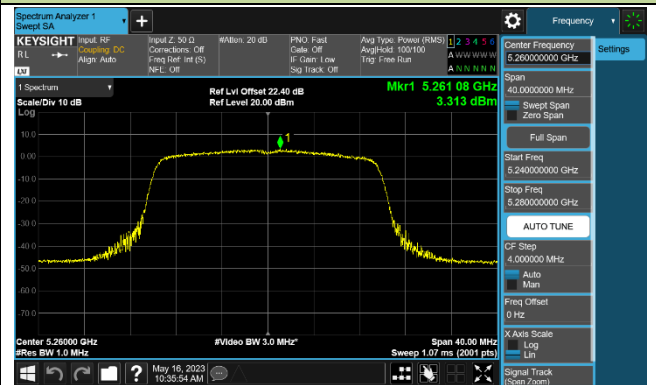 Spectrum Analyzer 1
Swept SA
+
Frequency
KEYSIGHT
RL
LXI
Input: RF
Coupling: DC
Align: Auto
Input Z: 50 Ω
Corrections: Off
Freq Ref: Int (S)
NFE: Off
#Atten: 20 dB
PNO: Fast
Gate: Off
IF Gain: Low
Sig Track: Off
Avg Type: Power (RMS)
Avg|Hold: 100/100
Trig: Free Run
1 2 3 4 5 6
A W W W W W
A N N N N N
1 Spectrum
Scale/Div 10 dB
Log
Ref Lvl Offset 22.40 dB
Ref Level 20.00 dBm
Mkr1 5.261 08 GHz
3.313 dBm
1
10.0
0.00
-10.0
-20.0
-30.0
-40.0
-50.0
-60.0
-70.0
Center 5.26000 GHz
#Res BW 1.0 MHz
#Video BW 3.0 MHz*
Span 40.00 MHz
Sweep 1.07 ms (2001 pts)
?
May 16, 2023
10:35:54 AM
Center Frequency
5.260000000 GHz
Settings
Span
40.0000000 MHz
Swept Span
Zero Span
Full Span
Start Freq
5.240000000 GHz
Stop Freq
5.280000000 GHz
AUTO TUNE
CF Step
4.000000 MHz
Auto
Man
Freq Offset
0 Hz
X Axis Scale
Log
Lin
Signal Track
(Span Zoom)